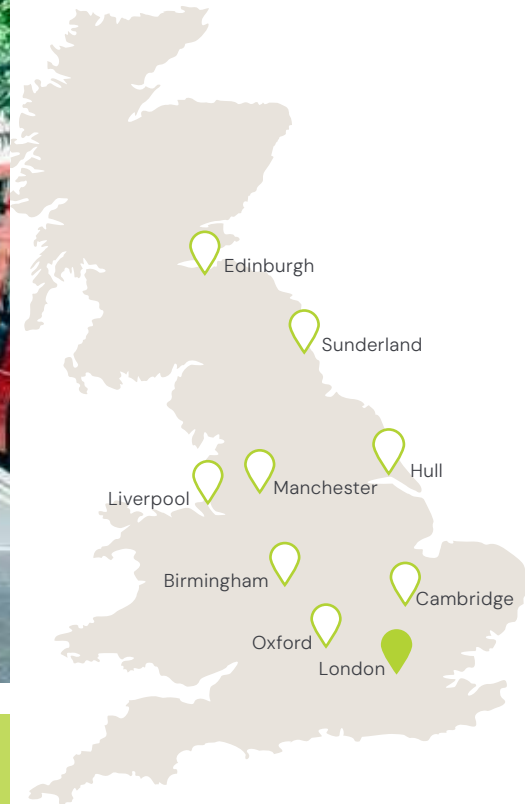 Edinburgh
Sunderland
Hull
Manchester
Liverpool
Birmingham
Cambridge
Oxford
London